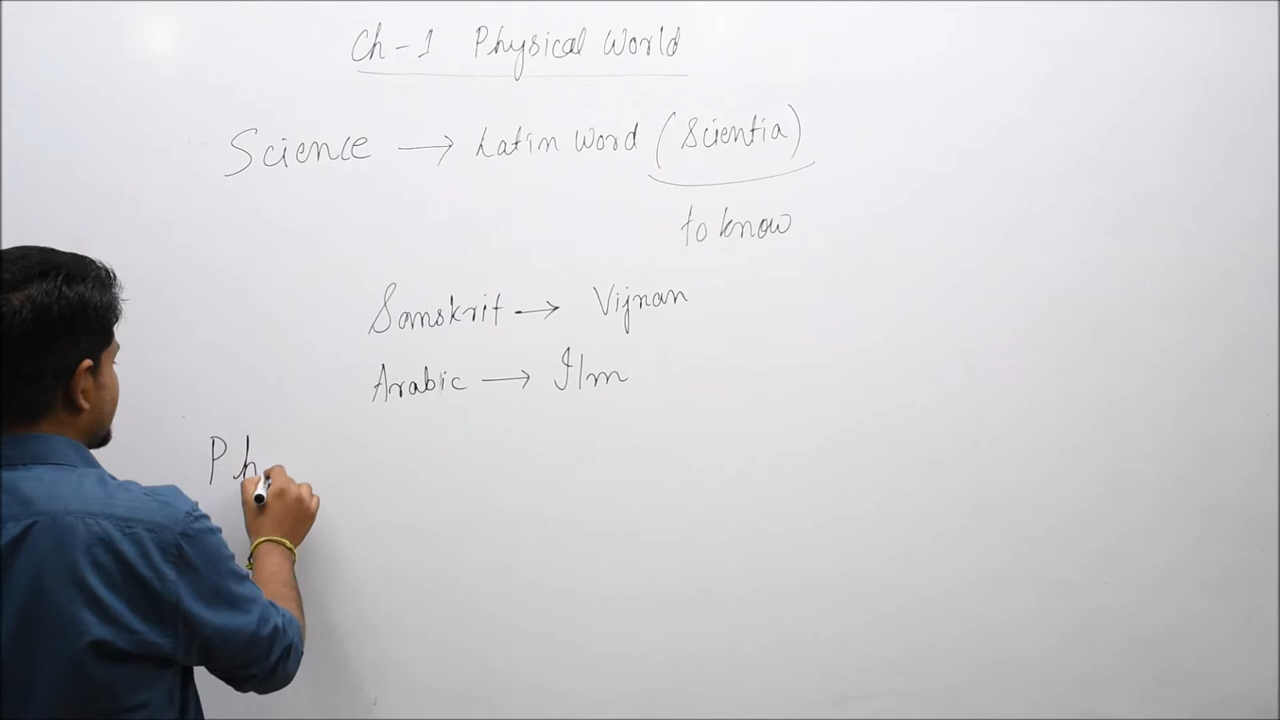 Ch-1 Physical World
Science → Latin word (Scientia)
to know
Sanskrit → Vijnan
Arabic → Ilm
Ph